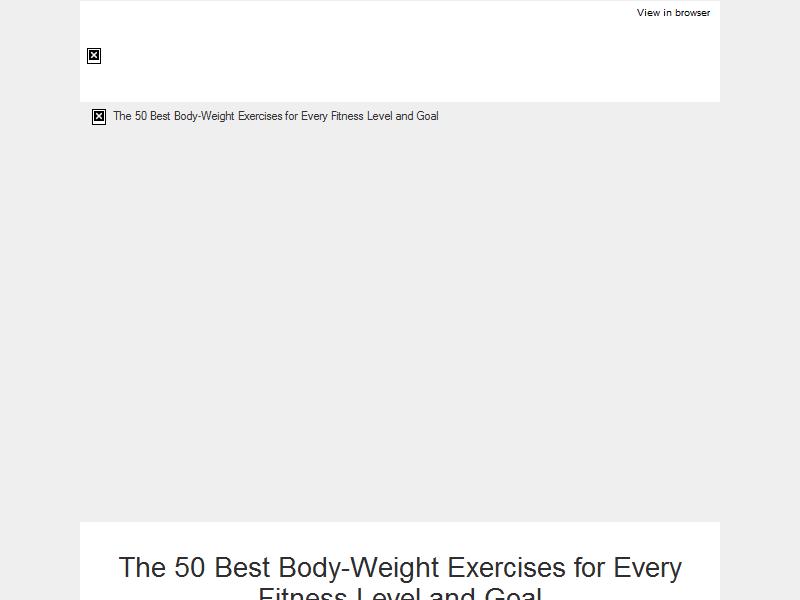 View in browser
The 50 Best Body-Weight Exercises for Every Fitness Level and Goal
The 50 Best Body-Weight Exercises for Every
Fitness Level and Goal